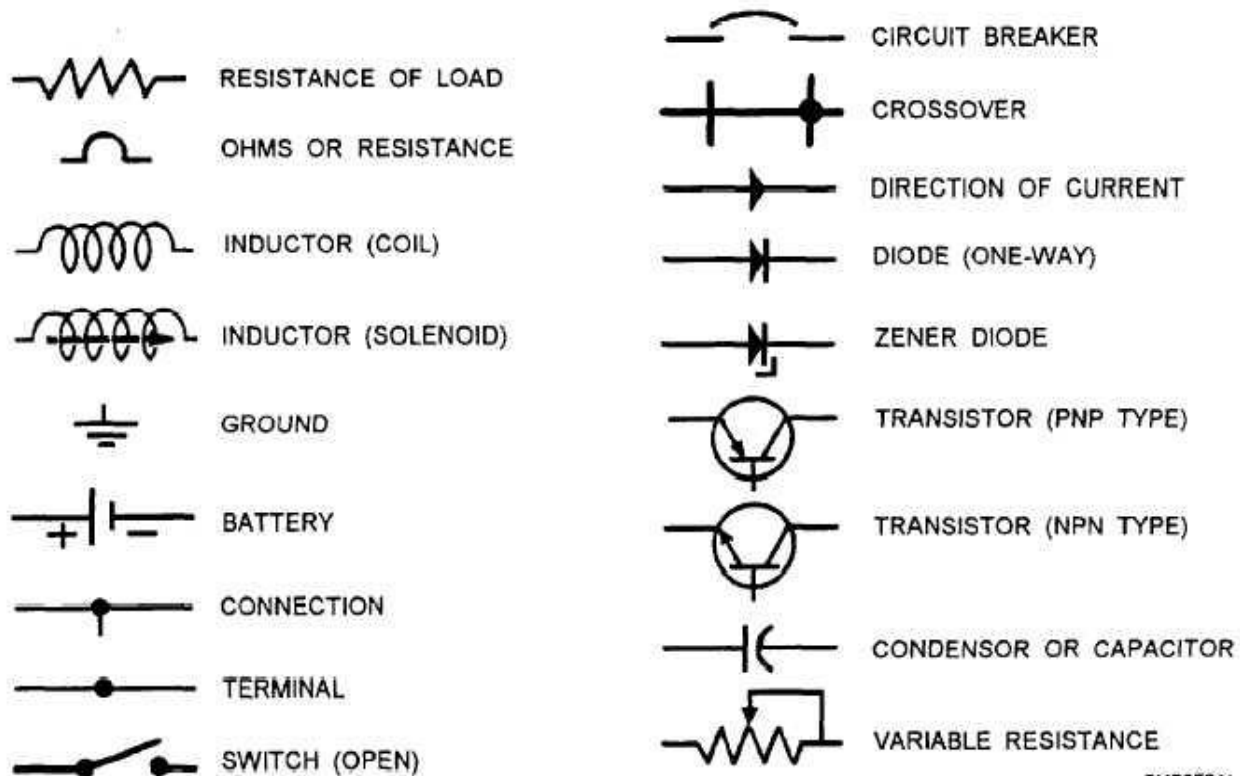 RESISTANCE OF LOAD
OHMS OR RESISTANCE
INDUCTOR (COIL)
INDUCTOR (SOLENOID)
GROUND
+ −
BATTERY
CONNECTION
TERMINAL
SWITCH (OPEN)
CIRCUIT BREAKER
CROSSOVER
DIRECTION OF CURRENT
DIODE (ONE-WAY)
ZENER DIODE
TRANSISTOR (PNP TYPE)
TRANSISTOR (NPN TYPE)
CONDENSOR OR CAPACITOR
VARIABLE RESISTANCE